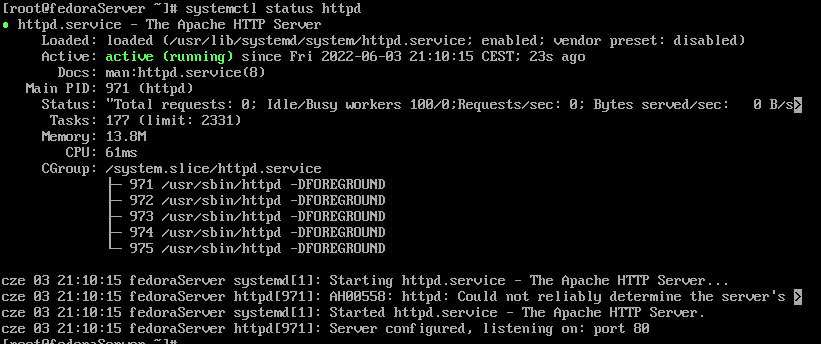 [root@fedoraServer ~]# systemctl status httpd
● httpd.service - The Apache HTTP Server
     Loaded: loaded (/usr/lib/systemd/system/httpd.service; enabled; vendor preset: disabled)
     Active: active (running) since Fri 2022-06-03 21:10:15 CEST; 23s ago
       Docs: man:httpd.service(8)
   Main PID: 971 (httpd)
     Status: "Total requests: 0; Idle/Busy workers 100/0;Requests/sec: 0; Bytes served/sec:   0 B/s>
      Tasks: 177 (limit: 2331)
     Memory: 13.8M
        CPU: 61ms
     CGroup: /system.slice/httpd.service
             ├─ 971 /usr/sbin/httpd -DFOREGROUND
             ├─ 972 /usr/sbin/httpd -DFOREGROUND
             ├─ 973 /usr/sbin/httpd -DFOREGROUND
             ├─ 974 /usr/sbin/httpd -DFOREGROUND
             └─ 975 /usr/sbin/httpd -DFOREGROUND

cze 03 21:10:15 fedoraServer systemd[1]: Starting httpd.service - The Apache HTTP Server...
cze 03 21:10:15 fedoraServer httpd[971]: AH00558: httpd: Could not reliably determine the server's >
cze 03 21:10:15 fedoraServer systemd[1]: Started httpd.service - The Apache HTTP Server.
cze 03 21:10:15 fedoraServer httpd[971]: Server configured, listening on: port 80
[root@fedoraServer ~]#